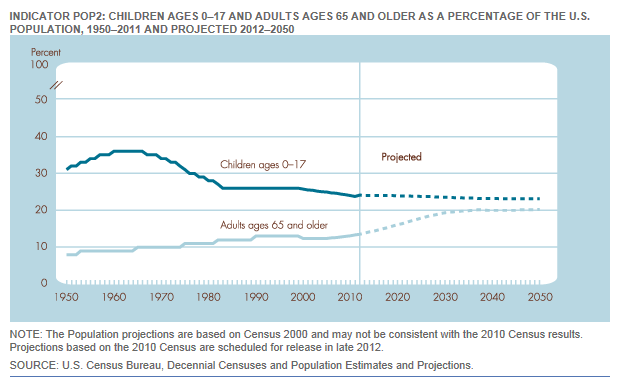 INDICATOR POP2: CHILDREN AGES 0–17 AND ADULTS AGES 65 AND OLDER AS A PERCENTAGE OF THE U.S.
POPULATION, 1950–2011 AND PROJECTED 2012–2050
Percent
100
50
40
30
20
10
0
Children ages 0–17
Projected
Adults ages 65 and older
1950 1960 1970 1980 1990 2000 2010 2020 2030 2040 2050
NOTE: The Population projections are based on Census 2000 and may not be consistent with the 2010 Census results.
Projections based on the 2010 Census are scheduled for release in late 2012.
SOURCE: U.S. Census Bureau, Decennial Censuses and Population Estimates and Projections.